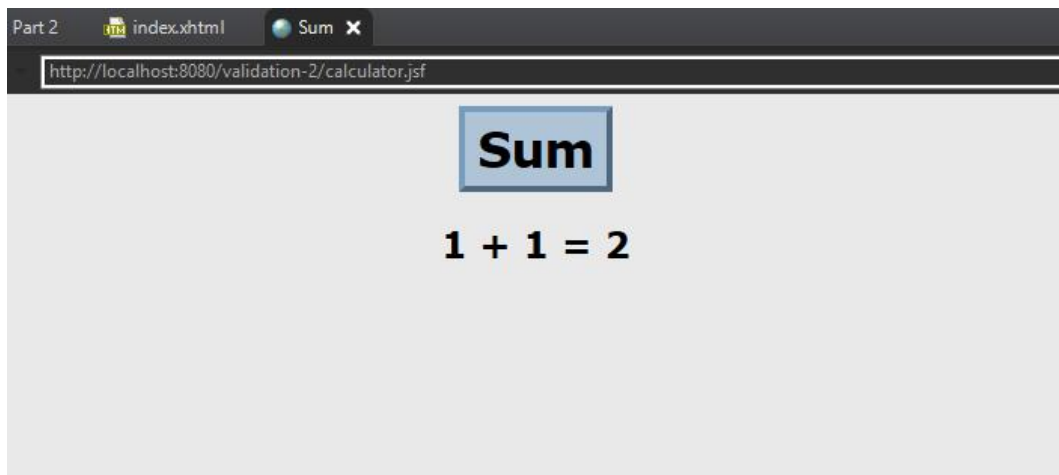 Part 2 index.xhtml Sum
http://localhost:8080/validation-2/calculator.jsf
Sum
1 + 1 = 2